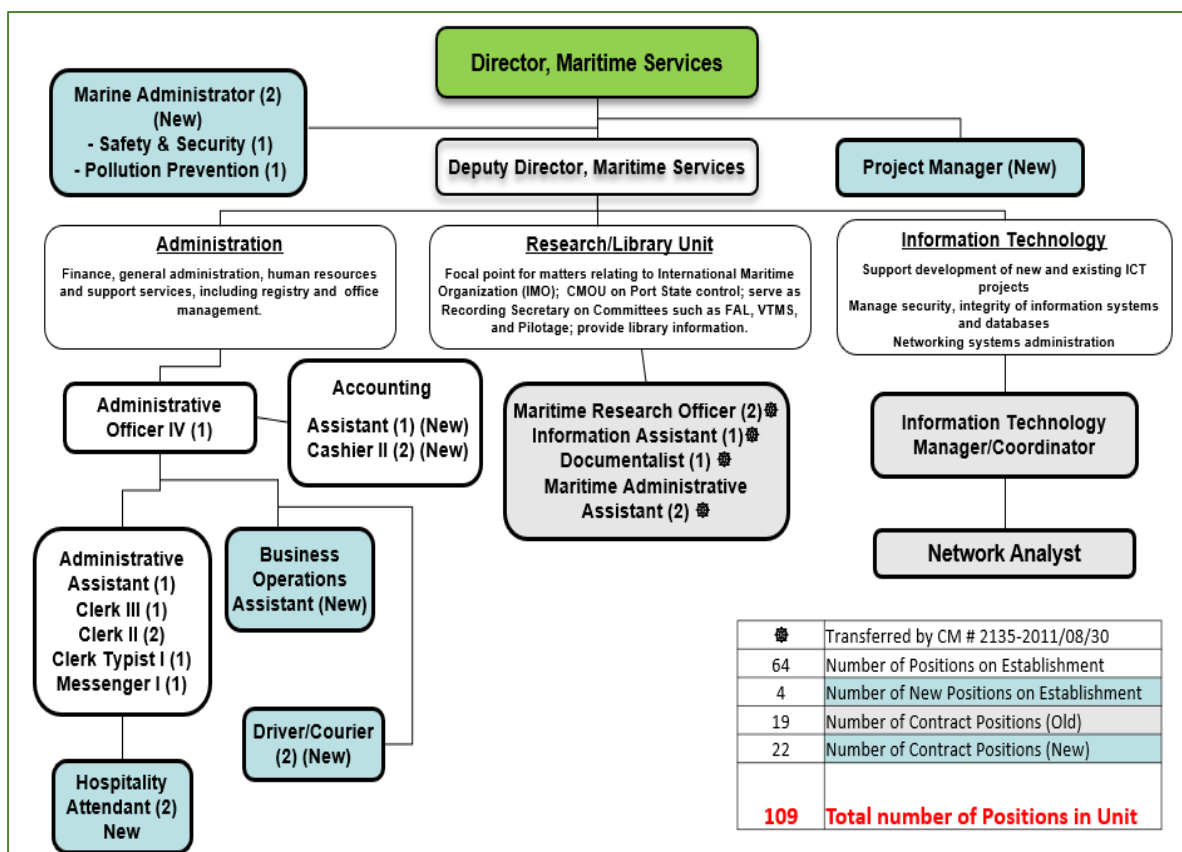 Director, Maritime Services
Marine Administrator (2)
(New)
- Safety & Security (1)
- Pollution Prevention (1)
Deputy Director, Maritime Services
Project Manager (New)
Administration
Finance, general administration, human resources
and support services, including registry and office
management.
Research/Library Unit
Focal point for matters relating to International Maritime
Organization (IMO); CMOU on Port State control; serve as
Recording Secretary on Committees such as FAL, VTMS,
and Pilotage; provide library information.
Information Technology
Support development of new and existing ICT
projects
Manage security, integrity of information systems
and databases
Networking systems administration
Administrative
Officer IV (1)
Accounting
Assistant (1) (New)
Cashier II (2) (New)
Maritime Research Officer (2)☸
Information Assistant (1)☸
Documentalist (1) ☸
Maritime Administrative
Assistant (2) ☸
Information Technology
Manager/Coordinator
Network Analyst
Administrative
Assistant (1)
Clerk III (1)
Clerk II (2)
Clerk Typist I (1)
Messenger I (1)
Business
Operations
Assistant (New)
Driver/Courier
(2) (New)
Hospitality
Attendant (2)
New
☸ Transferred by CM # 2135-2011/08/30
64 Number of Positions on Establishment
4 Number of New Positions on Establishment
19 Number of Contract Positions (Old)
22 Number of Contract Positions (New)
109 Total number of Positions in Unit